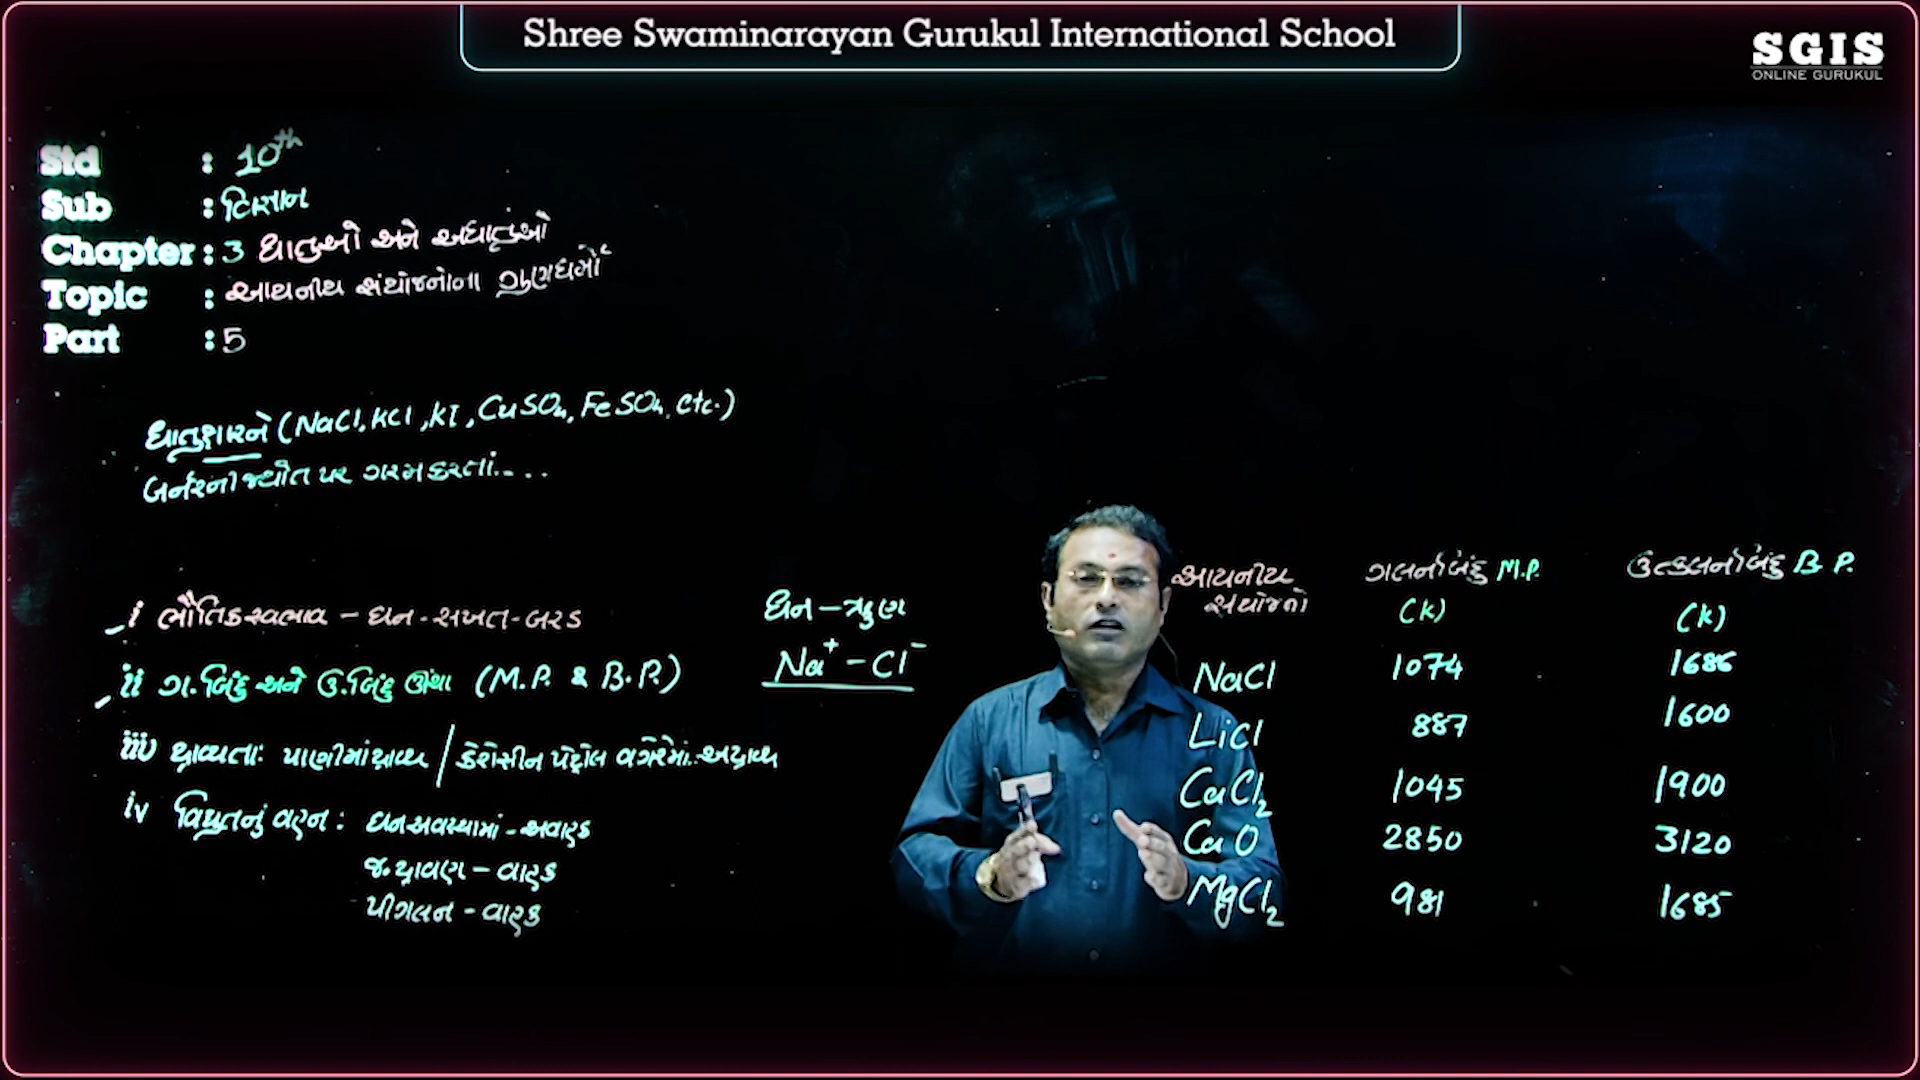 Shree Swaminarayan Gurukul International School
SGIS
ONLINE GURUKUL
Std : 10th
Sub : વિજ્ઞાન
Chapter : 3 ધાતુઓ અને અધાતુઓ
Topic : આયનીય સંયોજનોના ગુણધર્મો
Part : 5
ધાતુક્ષારને (NaCl, KCl, KI, CuSO4, FeSO4, etc.)
બર્નરની જ્યોત પર ગરમ કરતાં....
i ભૌતિક સ્વભાવ - ઘન - સખત - બરડ
ii ગ. બિંદુ અને ઉ. બિંદુ ઊંચા (M.P. & B.P.)
iii દ્રાવ્યતા: પાણીમાં દ્રાવ્ય / કેરોસીન પેટ્રોલ વગેરેમાં..અદ્રાવ્ય
iv વિદ્યુતનું વહન : ઘન અવસ્થામાં - અવાહક
જ. દ્રાવણ - વાહક
પીગલન - વાહક
ઘન - ઋણ
Na+ - Cl-
આયનીય સંયોજનો ગલનબિંદુ M.P. (K) ઉત્કલનબિંદુ B.P. (K)
NaCl 1074 1686
LiCl 887 1600
CaCl2 1045 1900
CaO 2850 3120
MgCl2 981 1685